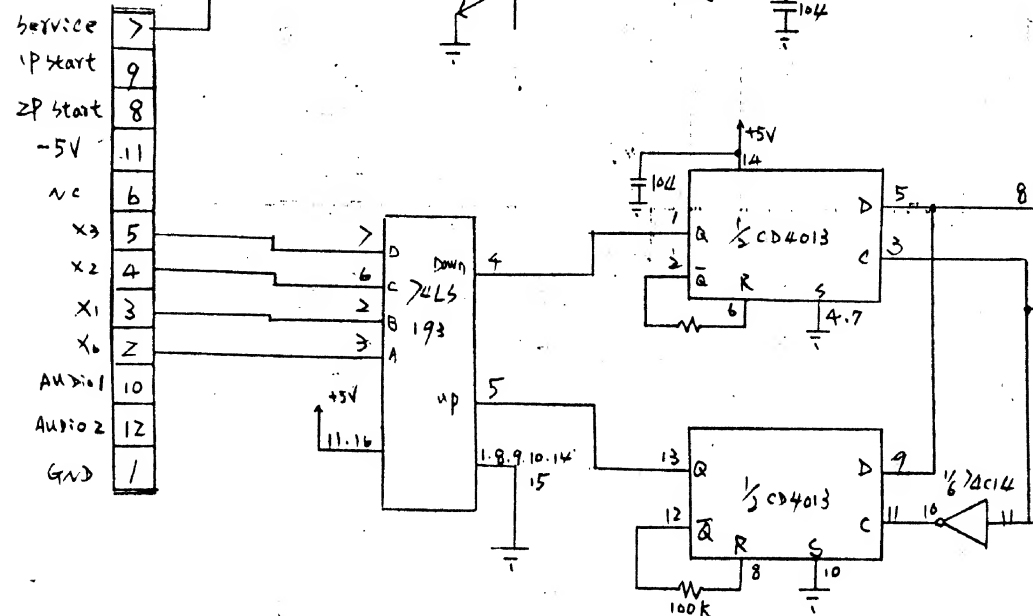 service 7
1P start 9
2P start 8
-5V 11
NC 6
X3 5
X2 4
X1 3
X0 2
AUDIO1 10
AUDIO2 12
GND 1
7 D
6 C
2 B
3 A
Down 4
74LS
193
up 5
+5V
11.16
1.8.9.10.14
15
104
+5V
14
104
1 Q
2 Q
1/2 CD4013
D 5
C 3
R
6
S
4.7
8
13 Q
12 Q
1/2 CD4013
D 9
C 11
R
8
S
10
100K
1/6 74C14
10
11